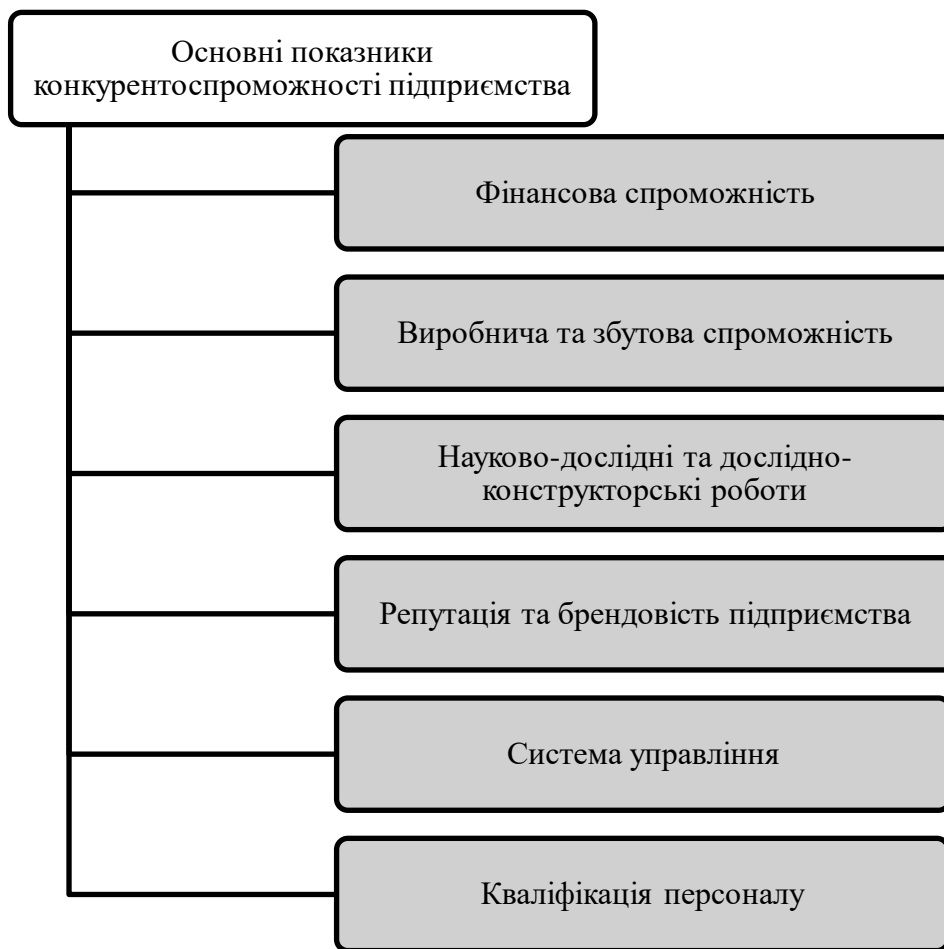 Основні показники
конкурентоспроможності підприємства
Фінансова спроможність
Виробнича та збутова спроможність
Науково-дослідні та дослідно-
конструкторські роботи
Репутація та брендовість підприємства
Система управління
Кваліфікація персоналу